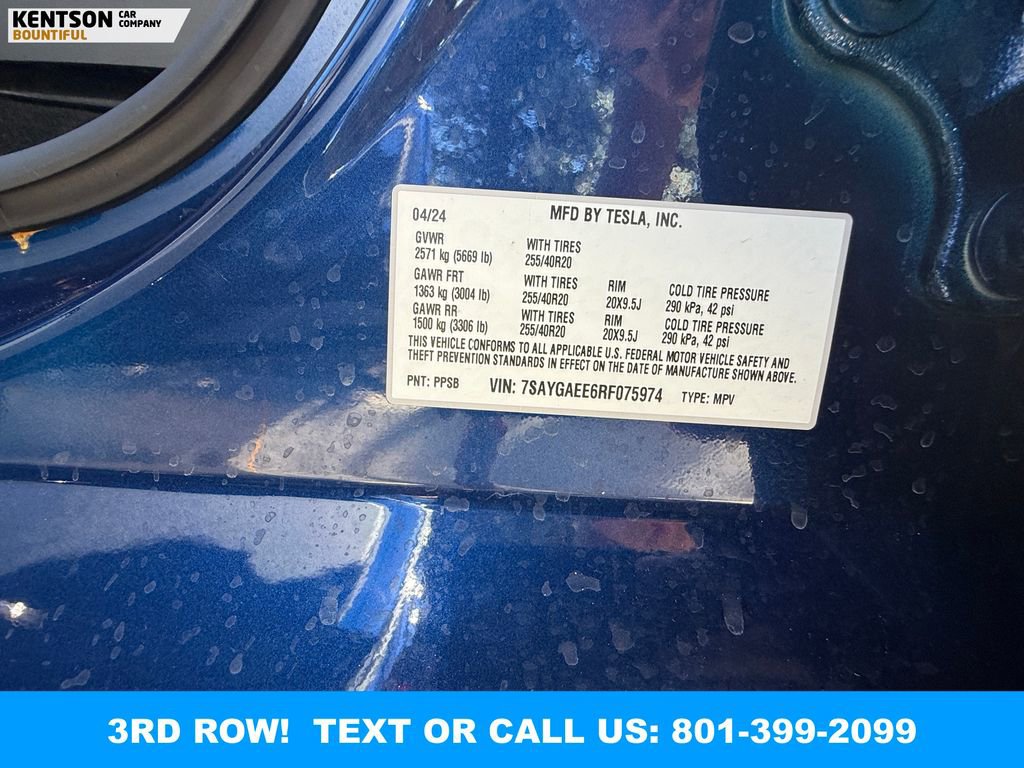 KENTSON CAR COMPANY
BOUNTIFUL
04/24 MFD BY TESLA, INC.
GVWR
2571 kg (5669 lb) WITH TIRES 255/40R20
GAWR FRT
1363 kg (3004 lb) WITH TIRES 255/40R20 RIM 20X9.5J COLD TIRE PRESSURE 290 kPa, 42 psi
GAWR RR
1500 kg (3306 lb) WITH TIRES 255/40R20 RIM 20X9.5J COLD TIRE PRESSURE 290 kPa, 42 psi
THIS VEHICLE CONFORMS TO ALL APPLICABLE U.S. FEDERAL MOTOR VEHICLE SAFETY AND
THEFT PREVENTION STANDARDS IN EFFECT ON THE DATE OF MANUFACTURE SHOWN ABOVE.
PNT: PPSB VIN: 7SAYGAEE6RF075974 TYPE: MPV
3RD ROW! TEXT OR CALL US: 801-399-2099